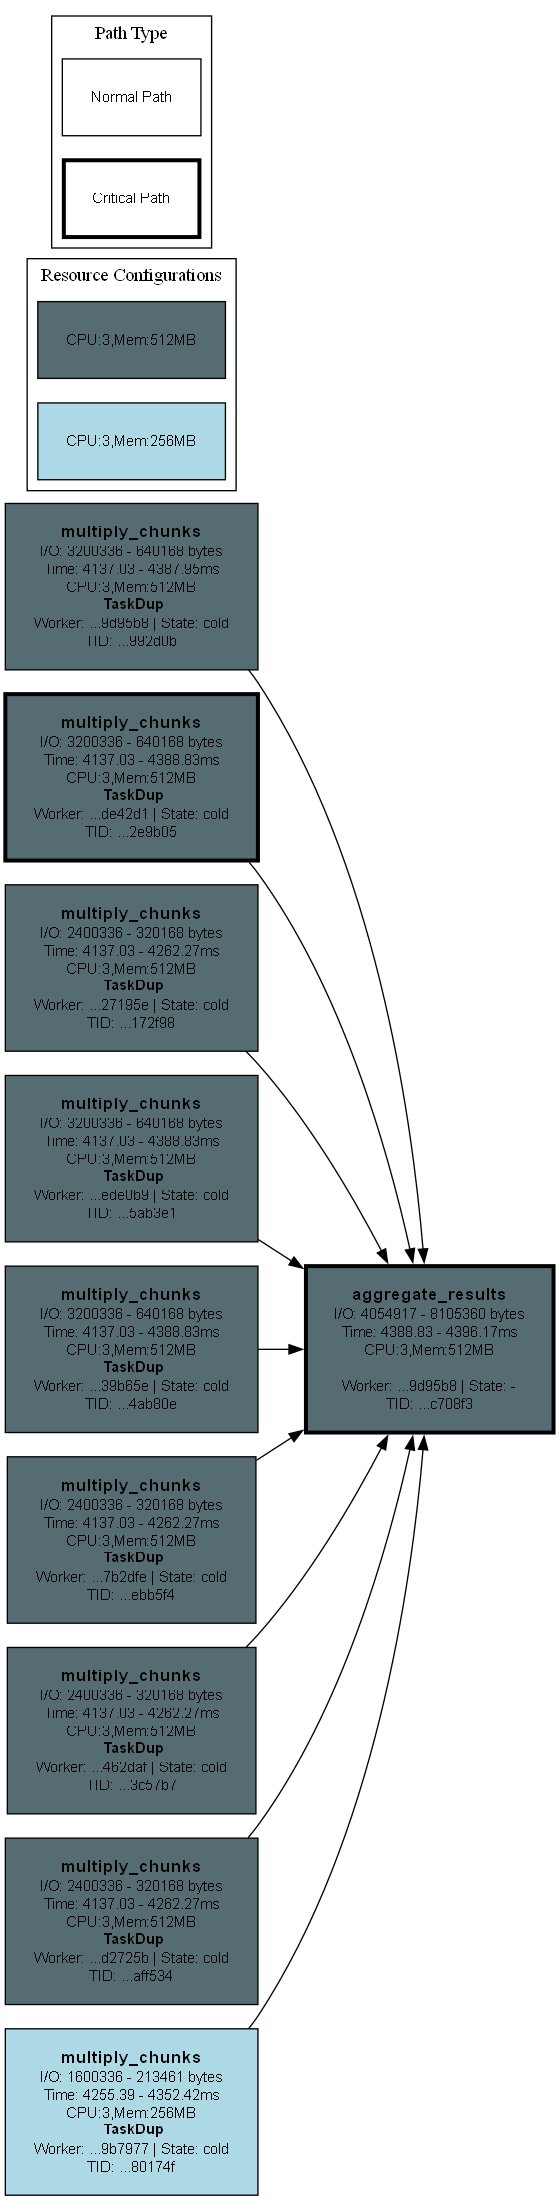 Path Type
Normal Path
Critical Path
Resource Configurations
CPU:3,Mem:512MB
CPU:3,Mem:256MB
multiply_chunks
I/O: 3200336 - 640168 bytes
Time: 4137.03 - 4387.95ms
CPU:3,Mem:512MB
TaskDup
Worker: ...9d95b8 | State: cold
TID: ...992d0b
multiply_chunks
I/O: 3200336 - 640168 bytes
Time: 4137.03 - 4388.83ms
CPU:3,Mem:512MB
TaskDup
Worker: ...de42d1 | State: cold
TID: ...2e9b05
multiply_chunks
I/O: 2400336 - 320168 bytes
Time: 4137.03 - 4262.27ms
CPU:3,Mem:512MB
TaskDup
Worker: ...27195e | State: cold
TID: ...172f98
multiply_chunks
I/O: 3200336 - 640168 bytes
Time: 4137.03 - 4388.83ms
CPU:3,Mem:512MB
TaskDup
Worker: ...ede0b9 | State: cold
TID: ...5ab3e1
aggregate_results
I/O: 4054917 - 8105360 bytes
Time: 4388.83 - 4396.17ms
CPU:3,Mem:512MB
Worker: ...9d95b8 | State: -
TID: ...c708f3
multiply_chunks
I/O: 3200336 - 640168 bytes
Time: 4137.03 - 4388.83ms
CPU:3,Mem:512MB
TaskDup
Worker: ...39b65e | State: cold
TID: ...4ab80e
multiply_chunks
I/O: 2400336 - 320168 bytes
Time: 4137.03 - 4262.27ms
CPU:3,Mem:512MB
TaskDup
Worker: ...7b2dfe | State: cold
TID: ...ebb5f4
multiply_chunks
I/O: 2400336 - 320168 bytes
Time: 4137.03 - 4262.27ms
CPU:3,Mem:512MB
TaskDup
Worker: ...462daf | State: cold
TID: ...3c57b7
multiply_chunks
I/O: 2400336 - 320168 bytes
Time: 4137.03 - 4262.27ms
CPU:3,Mem:512MB
TaskDup
Worker: ...d2725b | State: cold
TID: ...aff534
multiply_chunks
I/O: 1600336 - 213461 bytes
Time: 4255.39 - 4352.42ms
CPU:3,Mem:256MB
TaskDup
Worker: ...9b7977 | State: cold
TID: ...80174f